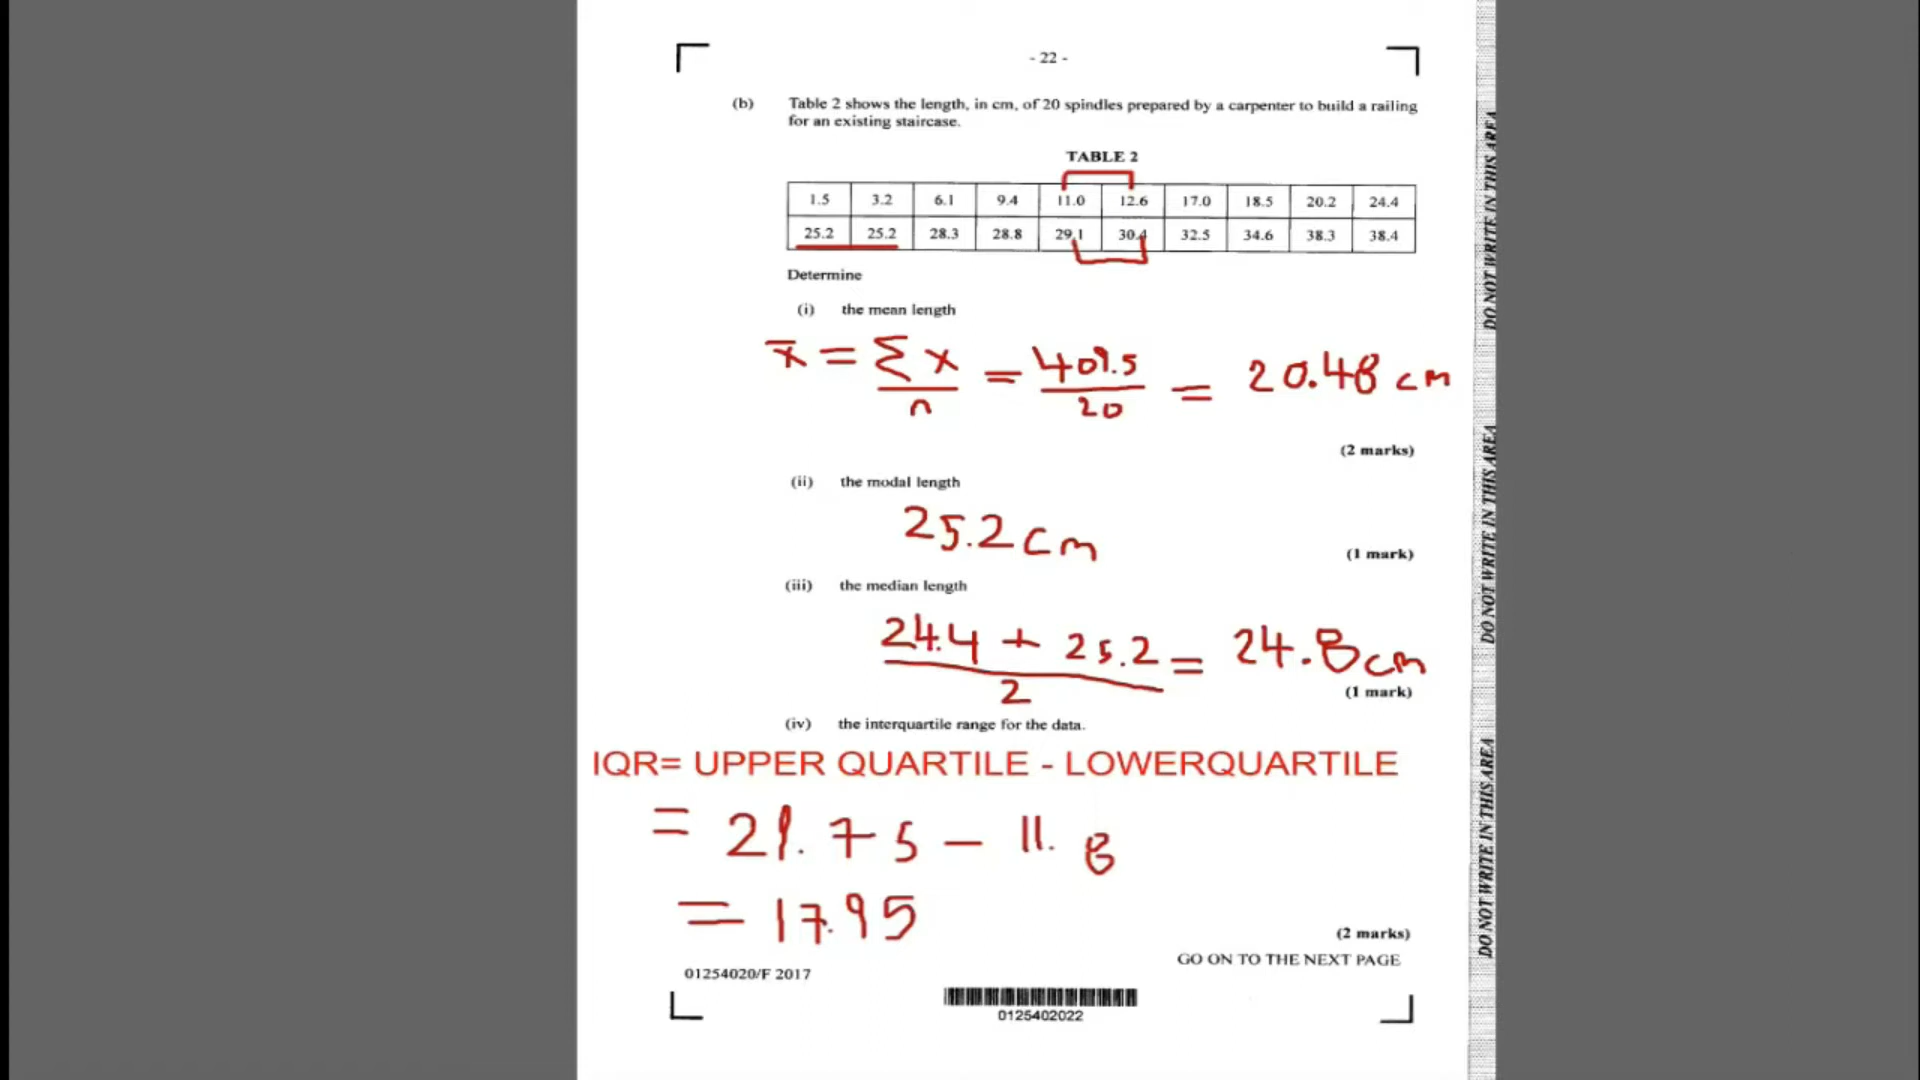 - 22 -
(b) Table 2 shows the length, in cm, of 20 spindles prepared by a carpenter to build a railing
for an existing staircase.
TABLE 2
1.5 3.2 6.1 9.4 11.0 12.6 17.0 18.5 20.2 24.4
25.2 25.2 28.3 28.8 29.1 30.4 32.5 34.6 38.3 38.4
Determine
(i) the mean length
x̄ = Σx/n = 409.5/20 = 20.48 cm
(2 marks)
(ii) the modal length
25.2 cm
(1 mark)
(iii) the median length
24.4 + 25.2 / 2 = 24.8 cm
(1 mark)
(iv) the interquartile range for the data.
IQR= UPPER QUARTILE - LOWERQUARTILE
= 29.75 - 11.8
= 17.95
(2 marks)
GO ON TO THE NEXT PAGE
01254020/F 2017
0125402022
DO NOT WRITE IN THIS AREA
DO NOT WRITE IN THIS AREA
DO NOT WRITE IN THIS AREA